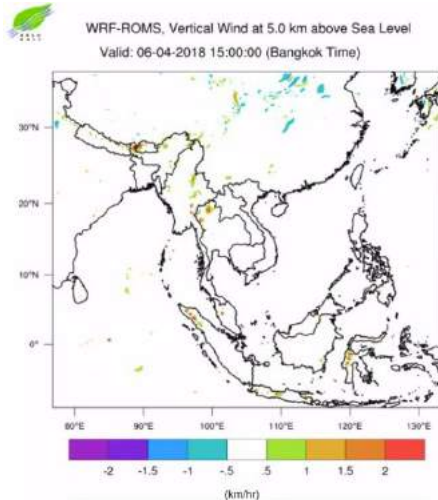 WRF-ROMS, Vertical Wind at 5.0 km above Sea Level
Valid: 06-04-2018 15:00:00 (Bangkok Time)
30°N
20°N
10°N
0°
80°E 90°E 100°E 110°E 120°E 130°E
-2 -1.5 -1 -.5 .5 1 1.5 2
(km/hr)